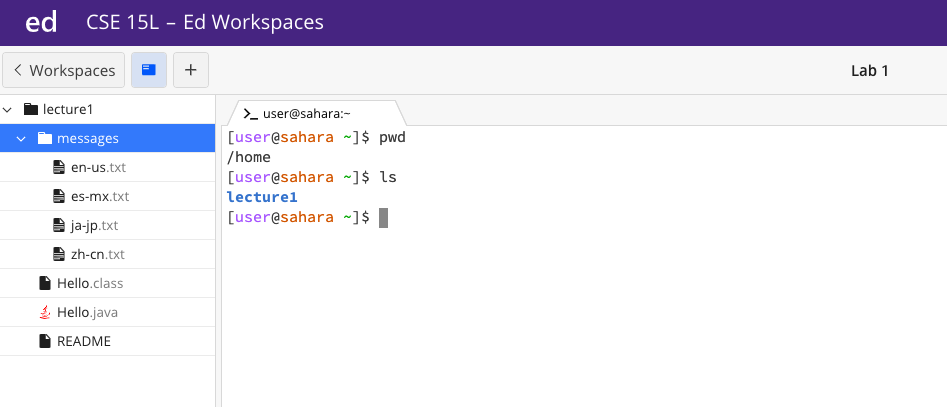 ed CSE 15L – Ed Workspaces
Workspaces
Lab 1
lecture1
messages
en-us.txt
es-mx.txt
ja-jp.txt
zh-cn.txt
Hello.class
Hello.java
README
user@sahara:~
[user@sahara ~]$ pwd
/home
[user@sahara ~]$ ls
lecture1
[user@sahara ~]$